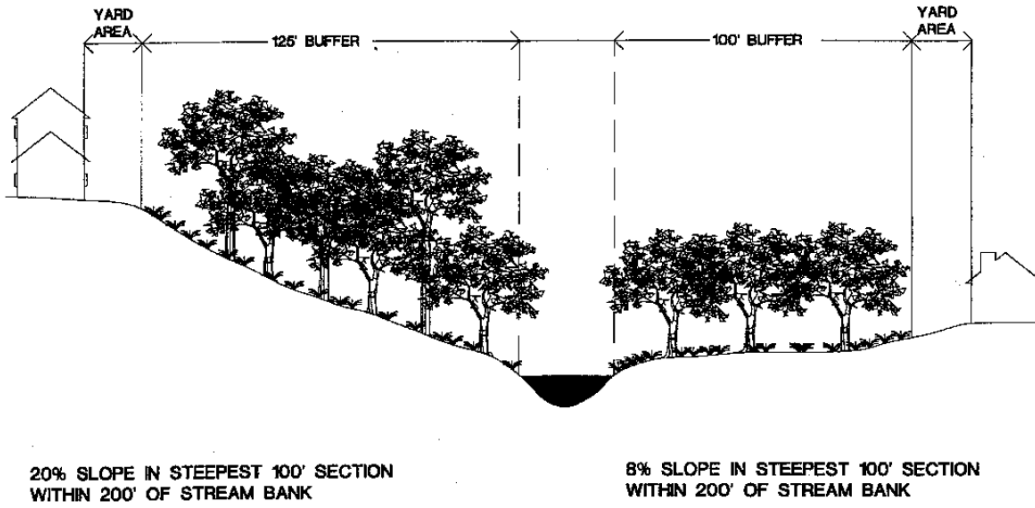 YARD
AREA
125' BUFFER
100' BUFFER
YARD
AREA
20% SLOPE IN STEEPEST 100' SECTION
WITHIN 200' OF STREAM BANK
8% SLOPE IN STEEPEST 100' SECTION
WITHIN 200' OF STREAM BANK